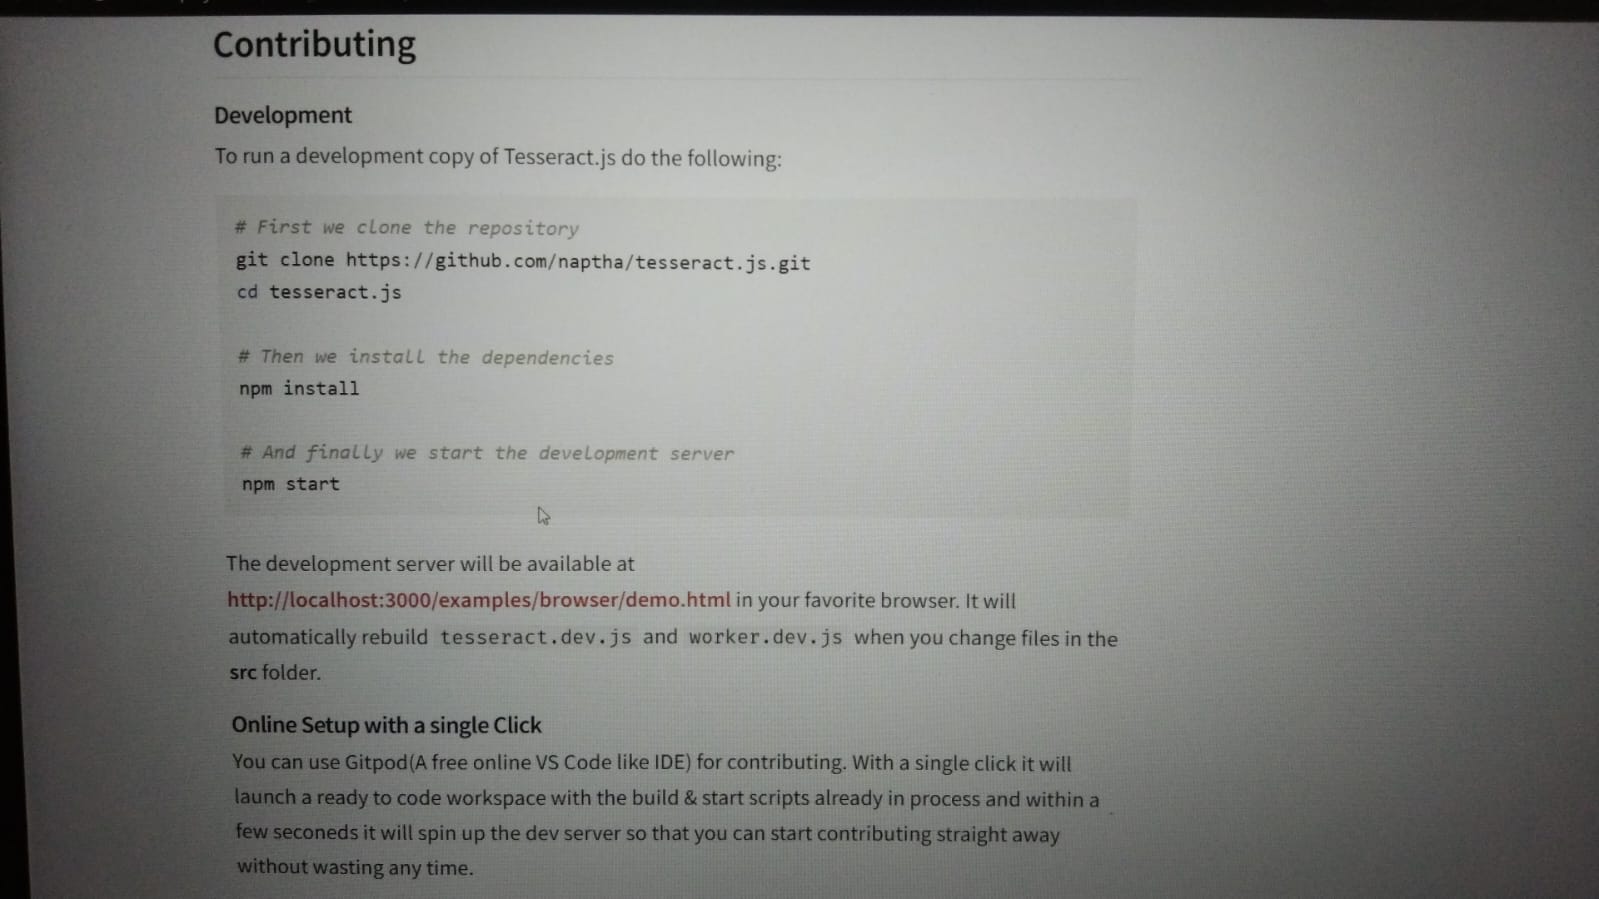 Contributing
Development
To run a development copy of Tesseract.js do the following:
# First we clone the repository
git clone https://github.com/naptha/tesseract.js.git
cd tesseract.js
# Then we install the dependencies
npm install
# And finally we start the development server
npm start
The development server will be available at
http://localhost:3000/examples/browser/demo.html in your favorite browser. It will
automatically rebuild tesseract.dev.js and worker.dev.js when you change files in the
src folder.
Online Setup with a single Click
You can use Gitpod(A free online VS Code like IDE) for contributing. With a single click it will
launch a ready to code workspace with the build & start scripts already in process and within a
few seconeds it will spin up the dev server so that you can start contributing straight away
without wasting any time.